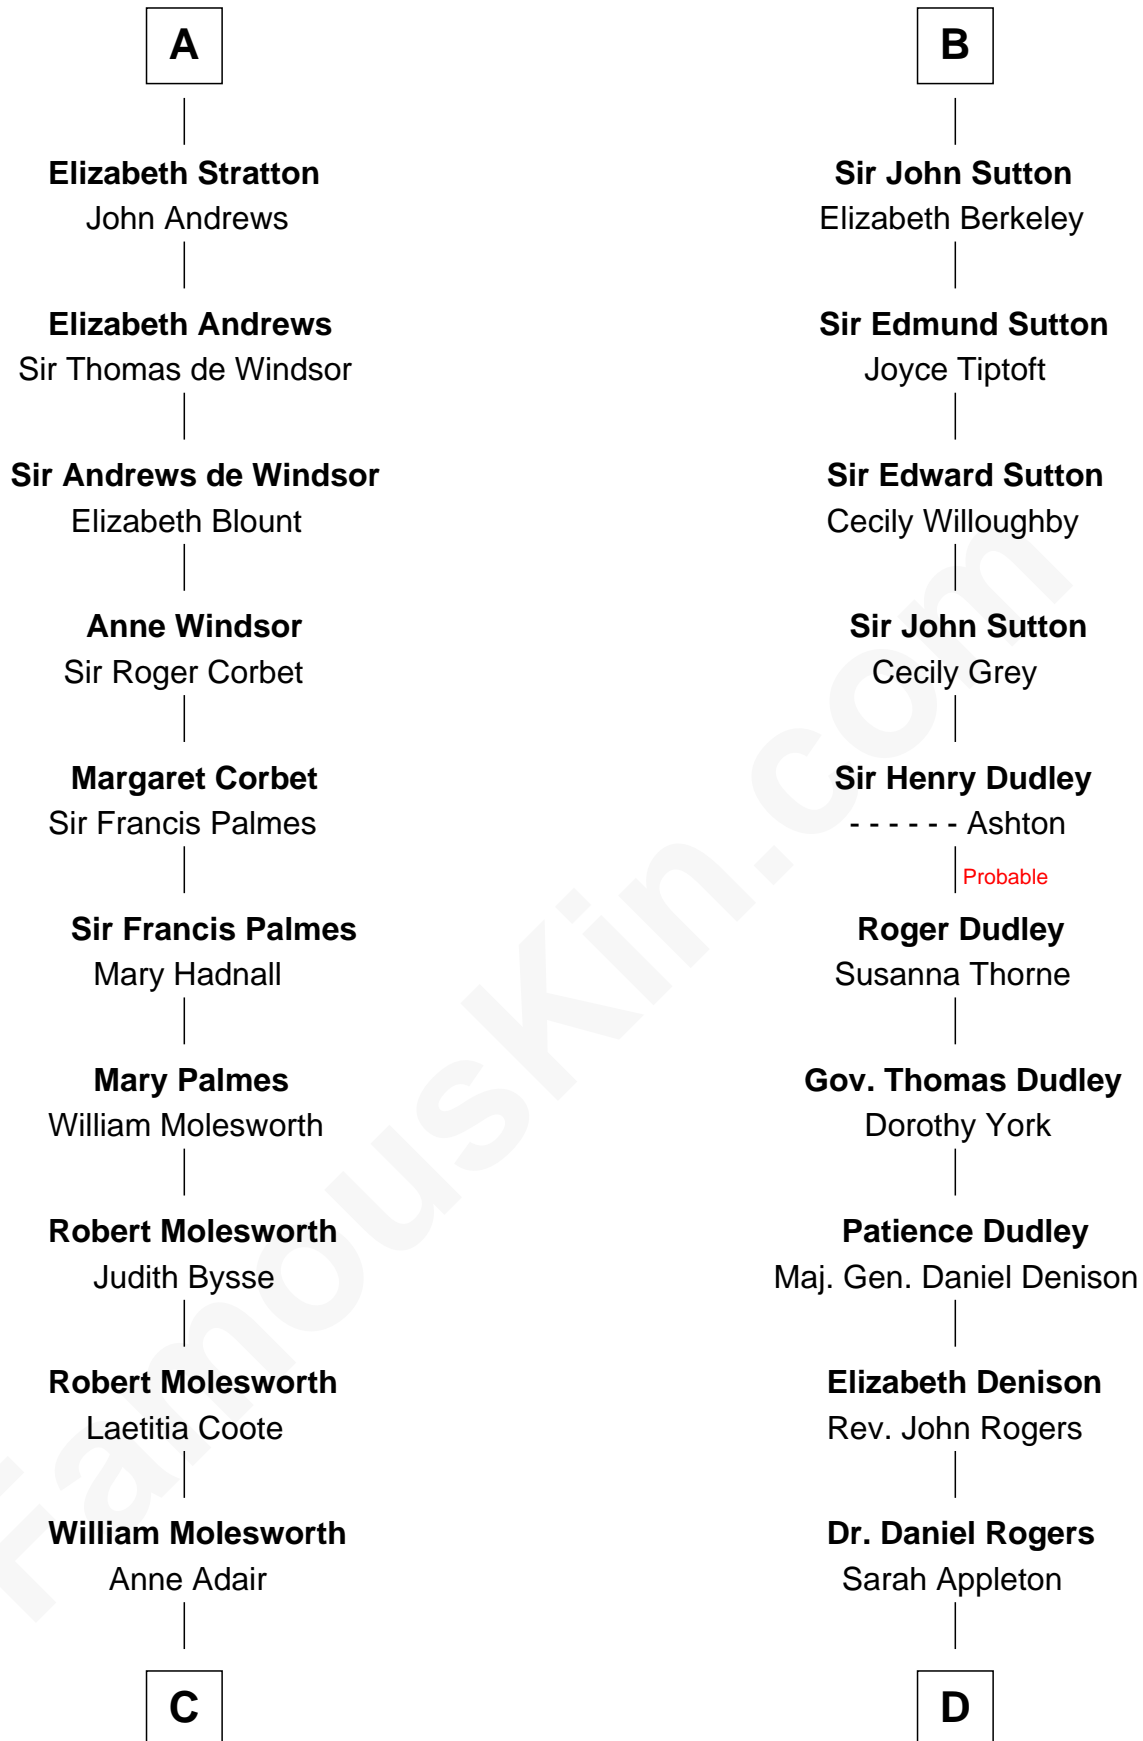 A
Elizabeth Stratton
John Andrews
Elizabeth Andrews
Sir Thomas de Windsor
Sir Andrews de Windsor
Elizabeth Blount
Anne Windsor
Sir Roger Corbet
Margaret Corbet
Sir Francis Palmes
Sir Francis Palmes
Mary Hadnall
Mary Palmes
William Molesworth
Robert Molesworth
Judith Bysse
Robert Molesworth
Laetitia Coote
William Molesworth
Anne Adair
C
B
Sir John Sutton
Elizabeth Berkeley
Sir Edmund Sutton
Joyce Tiptoft
Sir Edward Sutton
Cecily Willoughby
Sir John Sutton
Cecily Grey
Sir Henry Dudley
- - - - - - Ashton
Probable
Roger Dudley
Susanna Thorne
Gov. Thomas Dudley
Dorothy York
Patience Dudley
Maj. Gen. Daniel Denison
Elizabeth Denison
Rev. John Rogers
Dr. Daniel Rogers
Sarah Appleton
D
FamousKin.com